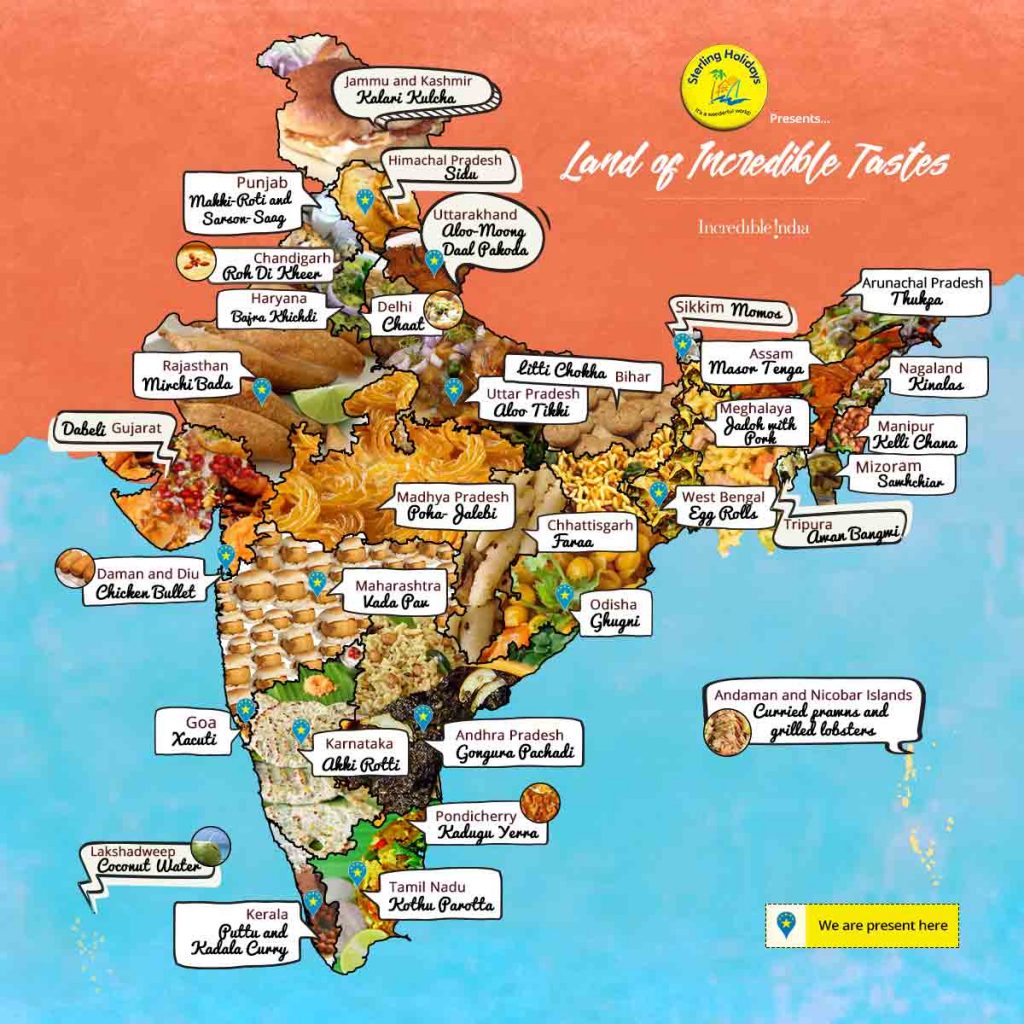 Sterling Holidays
It's a wonderful world!
Presents...
Land of Incredible Tastes
Incredible!ndia
Jammu and Kashmir
Kalari Kulcha
Himachal Pradesh
Sidu
Punjab
Makki-Roti and
Sarson-Saag
Uttarakhand
Aloo-Moong
Daal Pakoda
Chandigarh
Roh Di Kheer
Haryana
Bajra Khichdi
Delhi
Chaat
Arunachal Pradesh
Thukpa
Sikkim Momos
Rajasthan
Mirchi Bada
Litti Chokha Bihar
Assam
Masor Tenga
Nagaland
Kinalas
Uttar Pradesh
Aloo Tikki
Meghalaya
Jadoh with
Pork
Dabeli Gujarat
Manipur
Kelli Chana
Mizoram
Sawhchiar
Madhya Pradesh
Poha- Jalebi
West Bengal
Egg Rolls
Chhattisgarh
Faraa
Tripura
Awan Bangwi
Daman and Diu
Chicken Bullet
Maharashtra
Vada Pav
Odisha
Ghugni
Andaman and Nicobar Islands
Curried prawns and
grilled lobsters
Goa
Xacuti
Karnataka
Akki Rotti
Andhra Pradesh
Gongura Pachadi
Pondicherry
Kadugu Yerra
Lakshadweep
Coconut Water
Tamil Nadu
Kothu Parotta
Kerala
Puttu and
Kadala Curry
We are present here